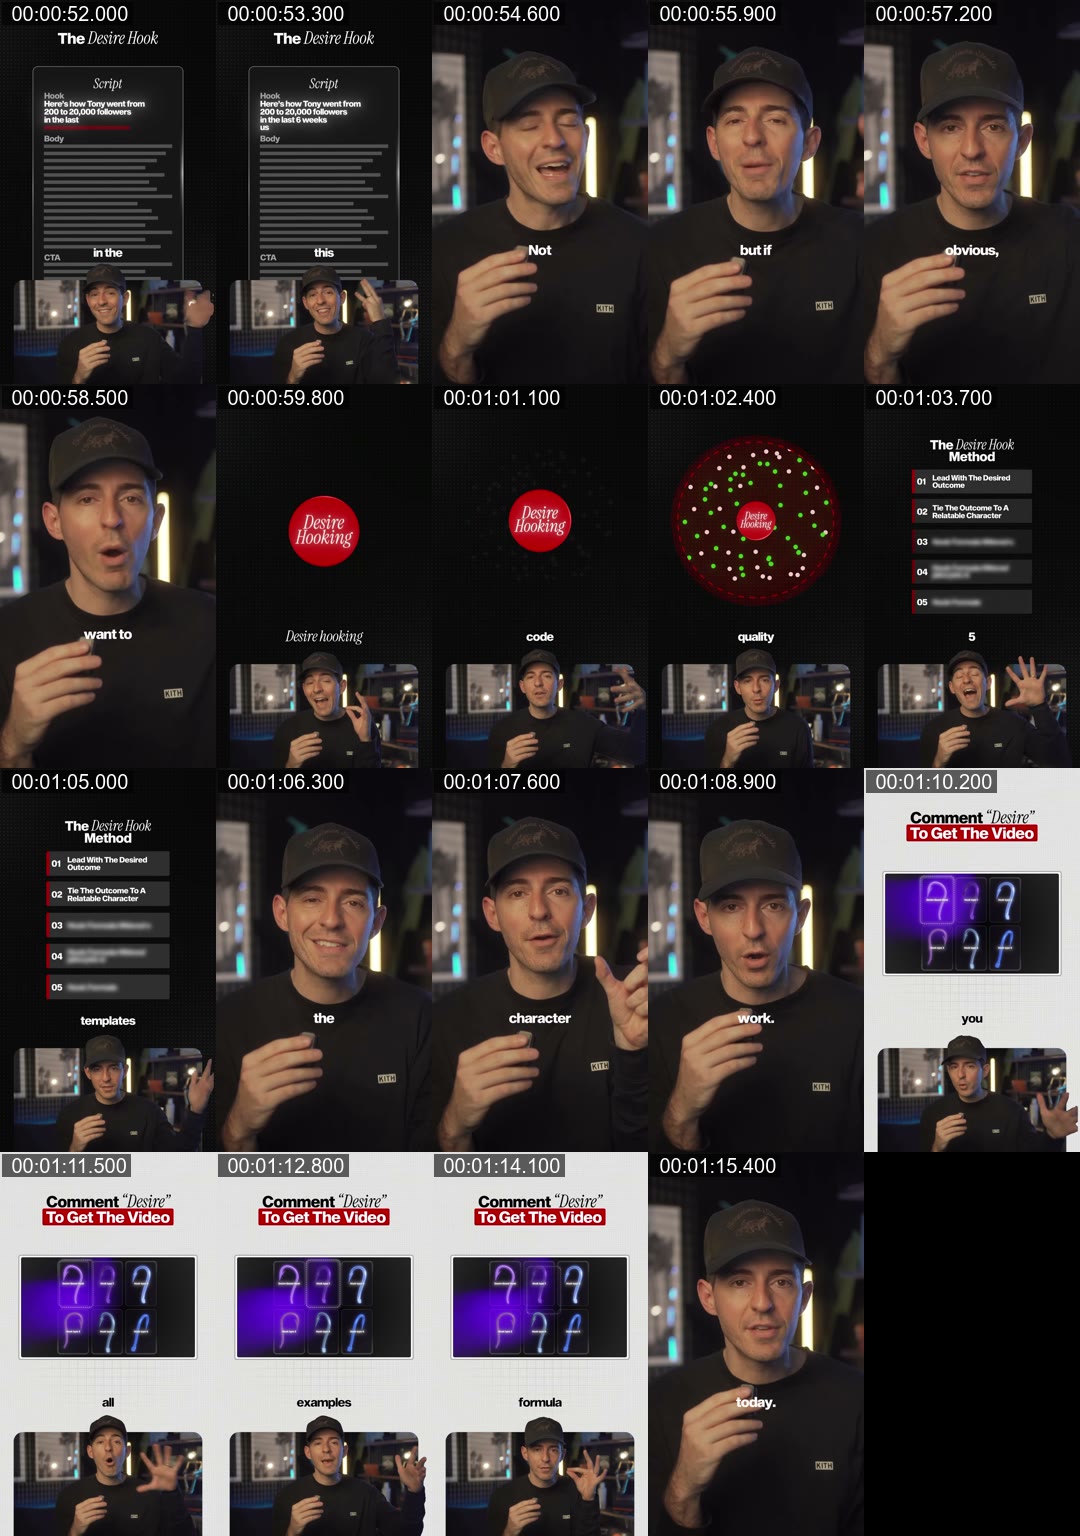 00:00:52.000
The Desire Hook
Script
Hook
Here's how Tony went from
200 to 20,000 followers
in the last
Body
in the
CTA
00:00:53.300
The Desire Hook
Script
Hook
Here's how Tony went from
200 to 20,000 followers
in the last 6 weeks
us
Body
this
CTA
00:00:54.600
Not
KITH
00:00:55.900
but if
KITH
00:00:57.200
obvious,
KITH
00:00:58.500
want to
KITH
00:00:59.800
Desire
Hooking
Desire hooking
00:01:01.100
Desire
Hooking
code
00:01:02.400
Desire
Hooking
quality
00:01:03.700
The Desire Hook
Method
01 Lead With The Desired
Outcome
02 Tie The Outcome To A
Relatable Character
03
04
05
5
00:01:05.000
The Desire Hook
Method
01 Lead With The Desired
Outcome
02 Tie The Outcome To A
Relatable Character
03
04
05
templates
00:01:06.300
the
KITH
00:01:07.600
character
KITH
00:01:08.900
work.
KITH
00:01:10.200
Comment "Desire"
To Get The Video
you
00:01:11.500
Comment "Desire"
To Get The Video
all
00:01:12.800
Comment "Desire"
To Get The Video
examples
00:01:14.100
Comment "Desire"
To Get The Video
formula
00:01:15.400
today.
KITH